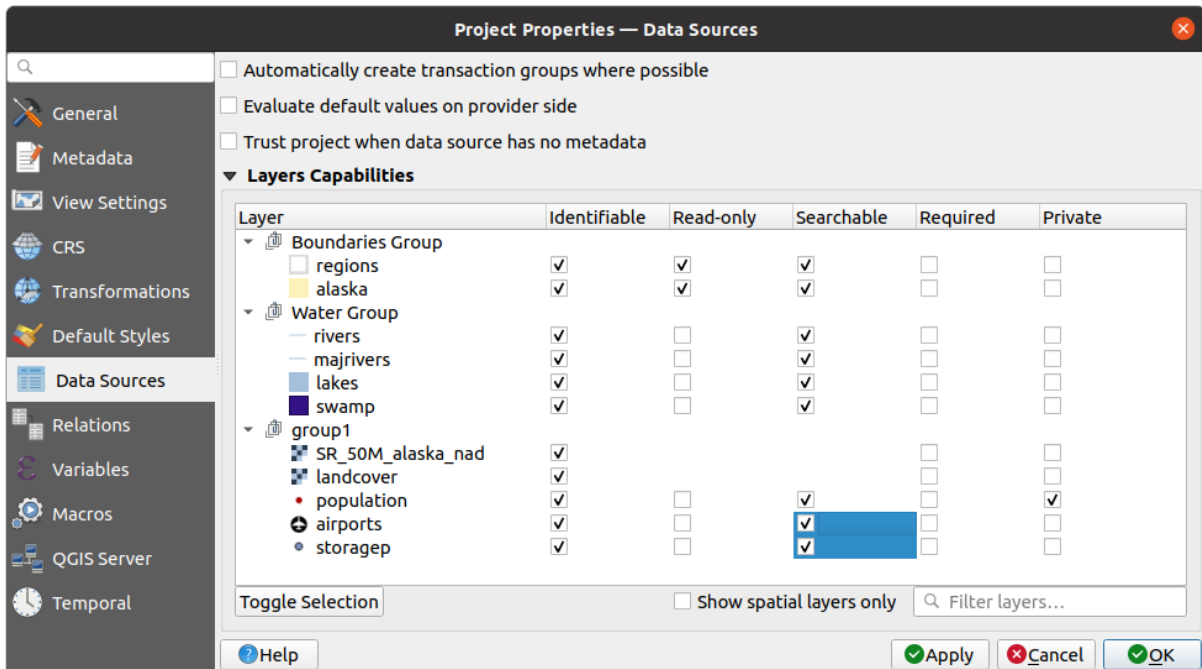 Project Properties — Data Sources
Automatically create transaction groups where possible
General
Evaluate default values on provider side
Metadata
Trust project when data source has no metadata
View Settings
Layers Capabilities
CRS
Transformations
Default Styles
Data Sources
Relations
Variables
Macros
QGIS Server
Temporal
Layer Identifiable Read-only Searchable Required Private
Boundaries Group
regions
alaska
Water Group
rivers
majrivers
lakes
swamp
group1
SR_50M_alaska_nad
landcover
population
airports
storagep
Toggle Selection Show spatial layers only Filter layers...
Help Apply Cancel OK